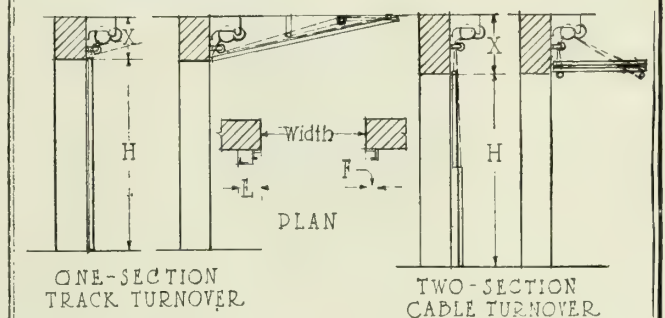 X
X
H
Width
E
F
PLAN
H
ONE-SECTION
TRACK TURNOVER
TWO-SECTION
CABLE TURNOVER